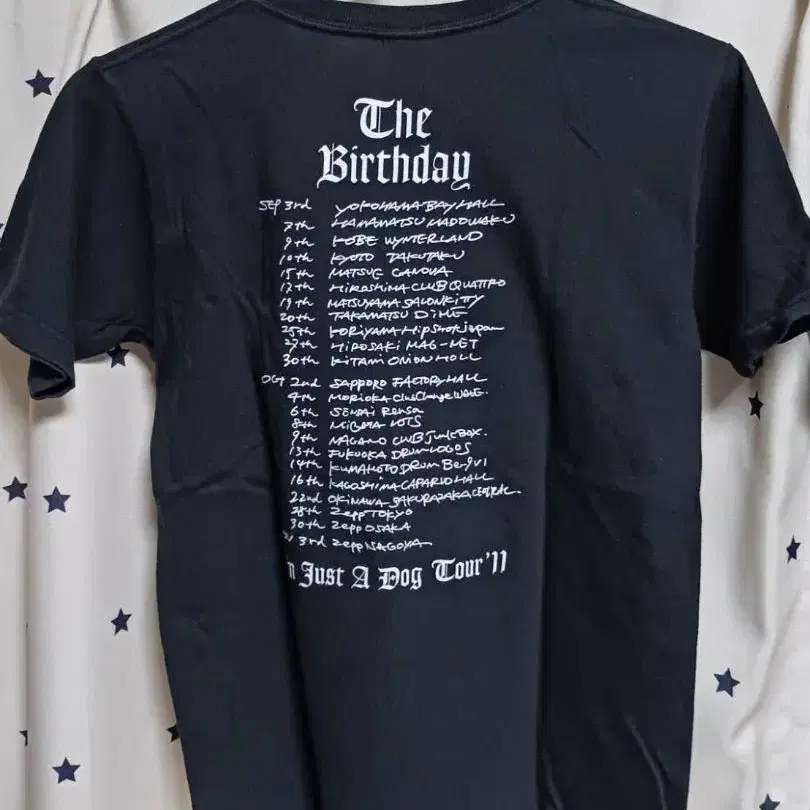 The
Birthday
SEP 3rd YOKOHAMA BAY HALL
7th HAMAMATSU MADOWAKU
9th KOBE WYNTERLAND
10th KYOTO TAKUTAKU
15th MATSUE CANOVA
17th HIROSHIMA CLUB QUATTRO
19th MATSUYAMA SALONKITY
20th TAKAMATSU DIME
25th KORIYAMA HipShot Japan
27th HIROSAKI MAG-NET
30th KITAMI ONION HOLL
OCT 2nd SAPPORO FACTORY HALL
4th MORIOKA Club Change WAVE.
6th SENDAI Rensa
8th NIIGATA LOTS
9th NAGANO CLUB JUNK BOX.
13th FUKUOKA DRUM LOGOS
14th KUMAMOTO DRUM Be-9 V1
16th KAGOSHIMA CAPARVO HALL
22nd OKINAWA SAKURAZAKA CENTRAL.
28th Zepp TOKYO
30th Zepp OSAKA
3rd Zepp NAGOYA
Just A Dog Tour '11